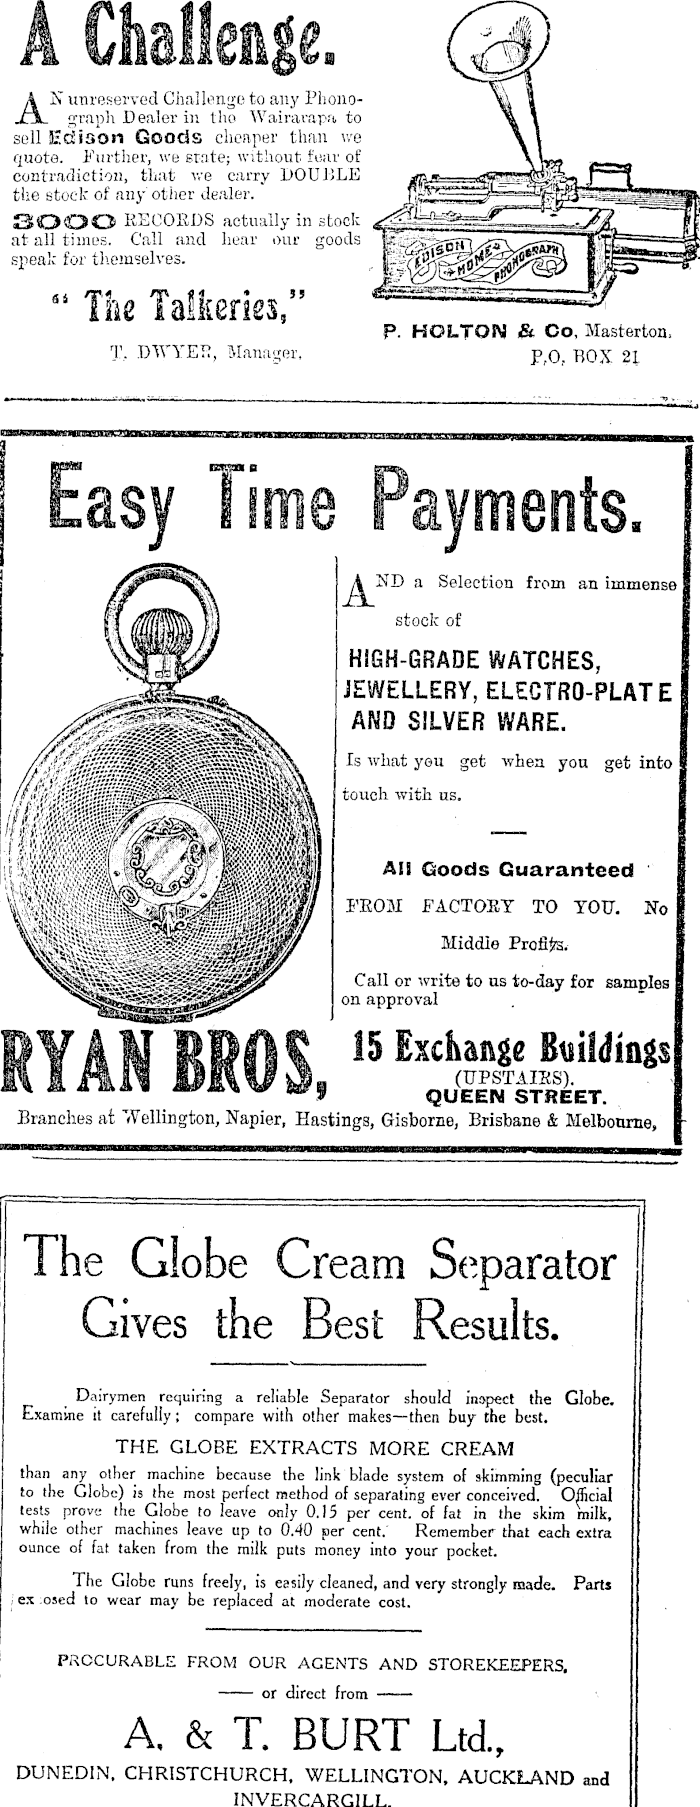 A Challenge.
AN unreserved Challenge to any Phono-
graph Dealer in the Wairarapa to
sell Edison Goods cheaper than we
quote. Further, we state; without fear of
contradiction, that we carry DOUBLE
the stock of any other dealer.
3000 RECORDS actually in stock
at all times. Call and hear our goods
speak for themselves.
"The Talkeries,"
T. DWYER, Manager.
EDISON HOME PHONOGRAPH
P. HOLTON & Co, Masterton.
P.O. BOX 21
Easy Time Payments.
AND a Selection from an immense
stock of
HIGH-GRADE WATCHES,
JEWELLERY, ELECTRO-PLATE
AND SILVER WARE.
Is what you get when you get into
touch with us.
All Goods Guaranteed
FROM FACTORY TO YOU. No
Middle Profits.
Call or write to us to-day for samples
on approval
RYAN BROS,
15 Exchange Buildings
(UPSTAIRS).
QUEEN STREET.
Branches at Wellington, Napier, Hastings, Gisborne, Brisbane & Melbourne,
The Globe Cream Separator
Gives the Best Results.
Dairymen requiring a reliable Separator should inspect the Globe.
Examine it carefully; compare with other makes—then buy the best.
THE GLOBE EXTRACTS MORE CREAM
than any other machine because the link blade system of skimming (peculiar
to the Globe) is the most perfect method of separating ever conceived. Official
tests prove the Globe to leave only 0.15 per cent. of fat in the skim milk,
while other machines leave up to 0.40 per cent. Remember that each extra
ounce of fat taken from the milk puts money into your pocket.
The Globe runs freely, is easily cleaned, and very strongly made. Parts
ex osed to wear may be replaced at moderate cost.
PROCURABLE FROM OUR AGENTS AND STOREKEEPERS,
— or direct from —
A. & T. BURT Ltd.,
DUNEDIN, CHRISTCHURCH, WELLINGTON, AUCKLAND and
INVERCARGILL.